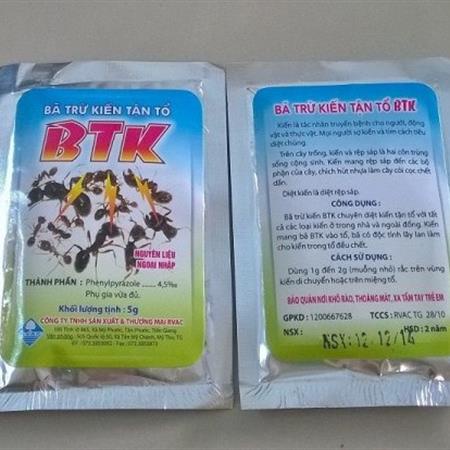 BẢ TRỪ KIẾN TẬN TỔ
BTK
NGUYÊN LIỆU
NGOẠI NHẬP
THÀNH PHẦN : Phenylpyrazole ...... 4,5‰
Phụ gia vừa đủ.
Khối lượng tịnh : 5g
CÔNG TY TNHH SẢN XUẤT & THƯƠNG MẠI RVAC
BẢ TRỪ KIẾN TẬN TỔ BTK
Kiến là tác nhân truyền bệnh cho người, động
vật và thực vật. Mọi người sợ kiến và tìm cách tiêu
diệt chúng.
Trên cây trồng, kiến và rệp sáp là hai côn trùng
sống cộng sinh. Kiến mang rệp sáp đến các bộ
phận của cây, chích hút nhựa làm cây còi cọc chết
dần.
Diệt kiến là diệt rệp sáp.
CÔNG DỤNG :
Bả trừ kiến BTK chuyên diệt kiến tận tổ với tất
cả các loại kiến ở trong nhà và ngoài đồng. Kiến
mang bả BTK vào tổ, bả có độc tính lây lan làm
cho kiến trong tổ đều chết.
CÁCH SỬ DỤNG :
Dùng 1g đến 2g (muỗng nhỏ) rắc trên vùng
kiến di chuyển hoặc trên miệng tổ.
BẢO QUẢN NƠI KHÔ RÁO, THOÁNG MÁT, XA TẦM TAY TRẺ EM
GPKD : 1200667628 TCCS : RVAC TG 28/10
NSX : HSD : 2 năm
NSY: 12 12/14